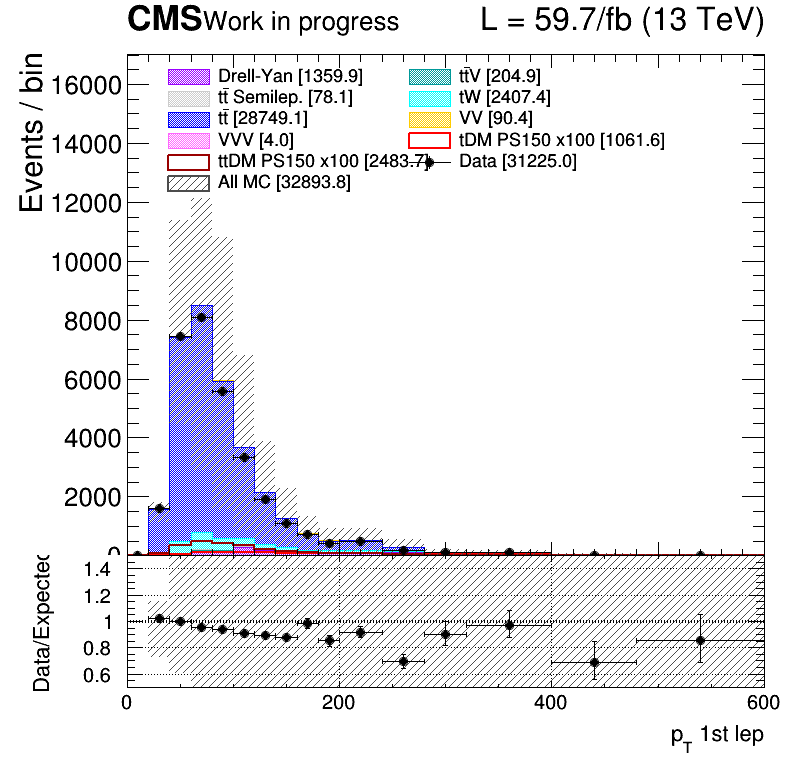 CMS Work in progress L = 59.7/fb (13 TeV)
Events / bin
16000
14000
12000
10000
8000
6000
4000
2000
0
Drell-Yan [1359.9] tt̄V [204.9]
tt̄ Semilep. [78.1] tW [2407.4]
tt̄ [28749.1] VV [90.4]
VVV [4.0] tDM PS150 x100 [1061.6]
ttDM PS150 x100 [2483.7] Data [31225.0]
All MC [32893.8]
Data/Expected
1.4
1.2
1
0.8
0.6
0 200 400 600
p_T 1st lep